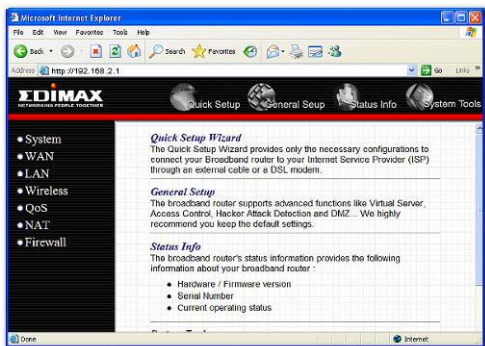 Microsoft Internet Explorer
File Edit View Favorites Tools Help
Back Search Favorites
Address http://192.168.2.1 Go Links
EDIMAX
NETWORKING PEOPLE TOGETHER
Quick Setup General Seup Status Info System Tools
System
WAN
LAN
Wireless
QoS
NAT
Firewall
Quick Setup Wizard
The Quick Setup Wizard provides only the necessary configurations to
connect your Broadband router to your Internet Service Provider (ISP)
through an external cable or a DSL modem.
General Setup
The broadband router supports advanced functions like Virtual Server,
Access Control, Hacker Attack Detection and DMZ... We highly
recommend you keep the default settings.
Status Info
The broadband router's status information provides the following
information about your broadband router :
Hardware / Firmware version
Serial Number
Current operating status
Done Internet